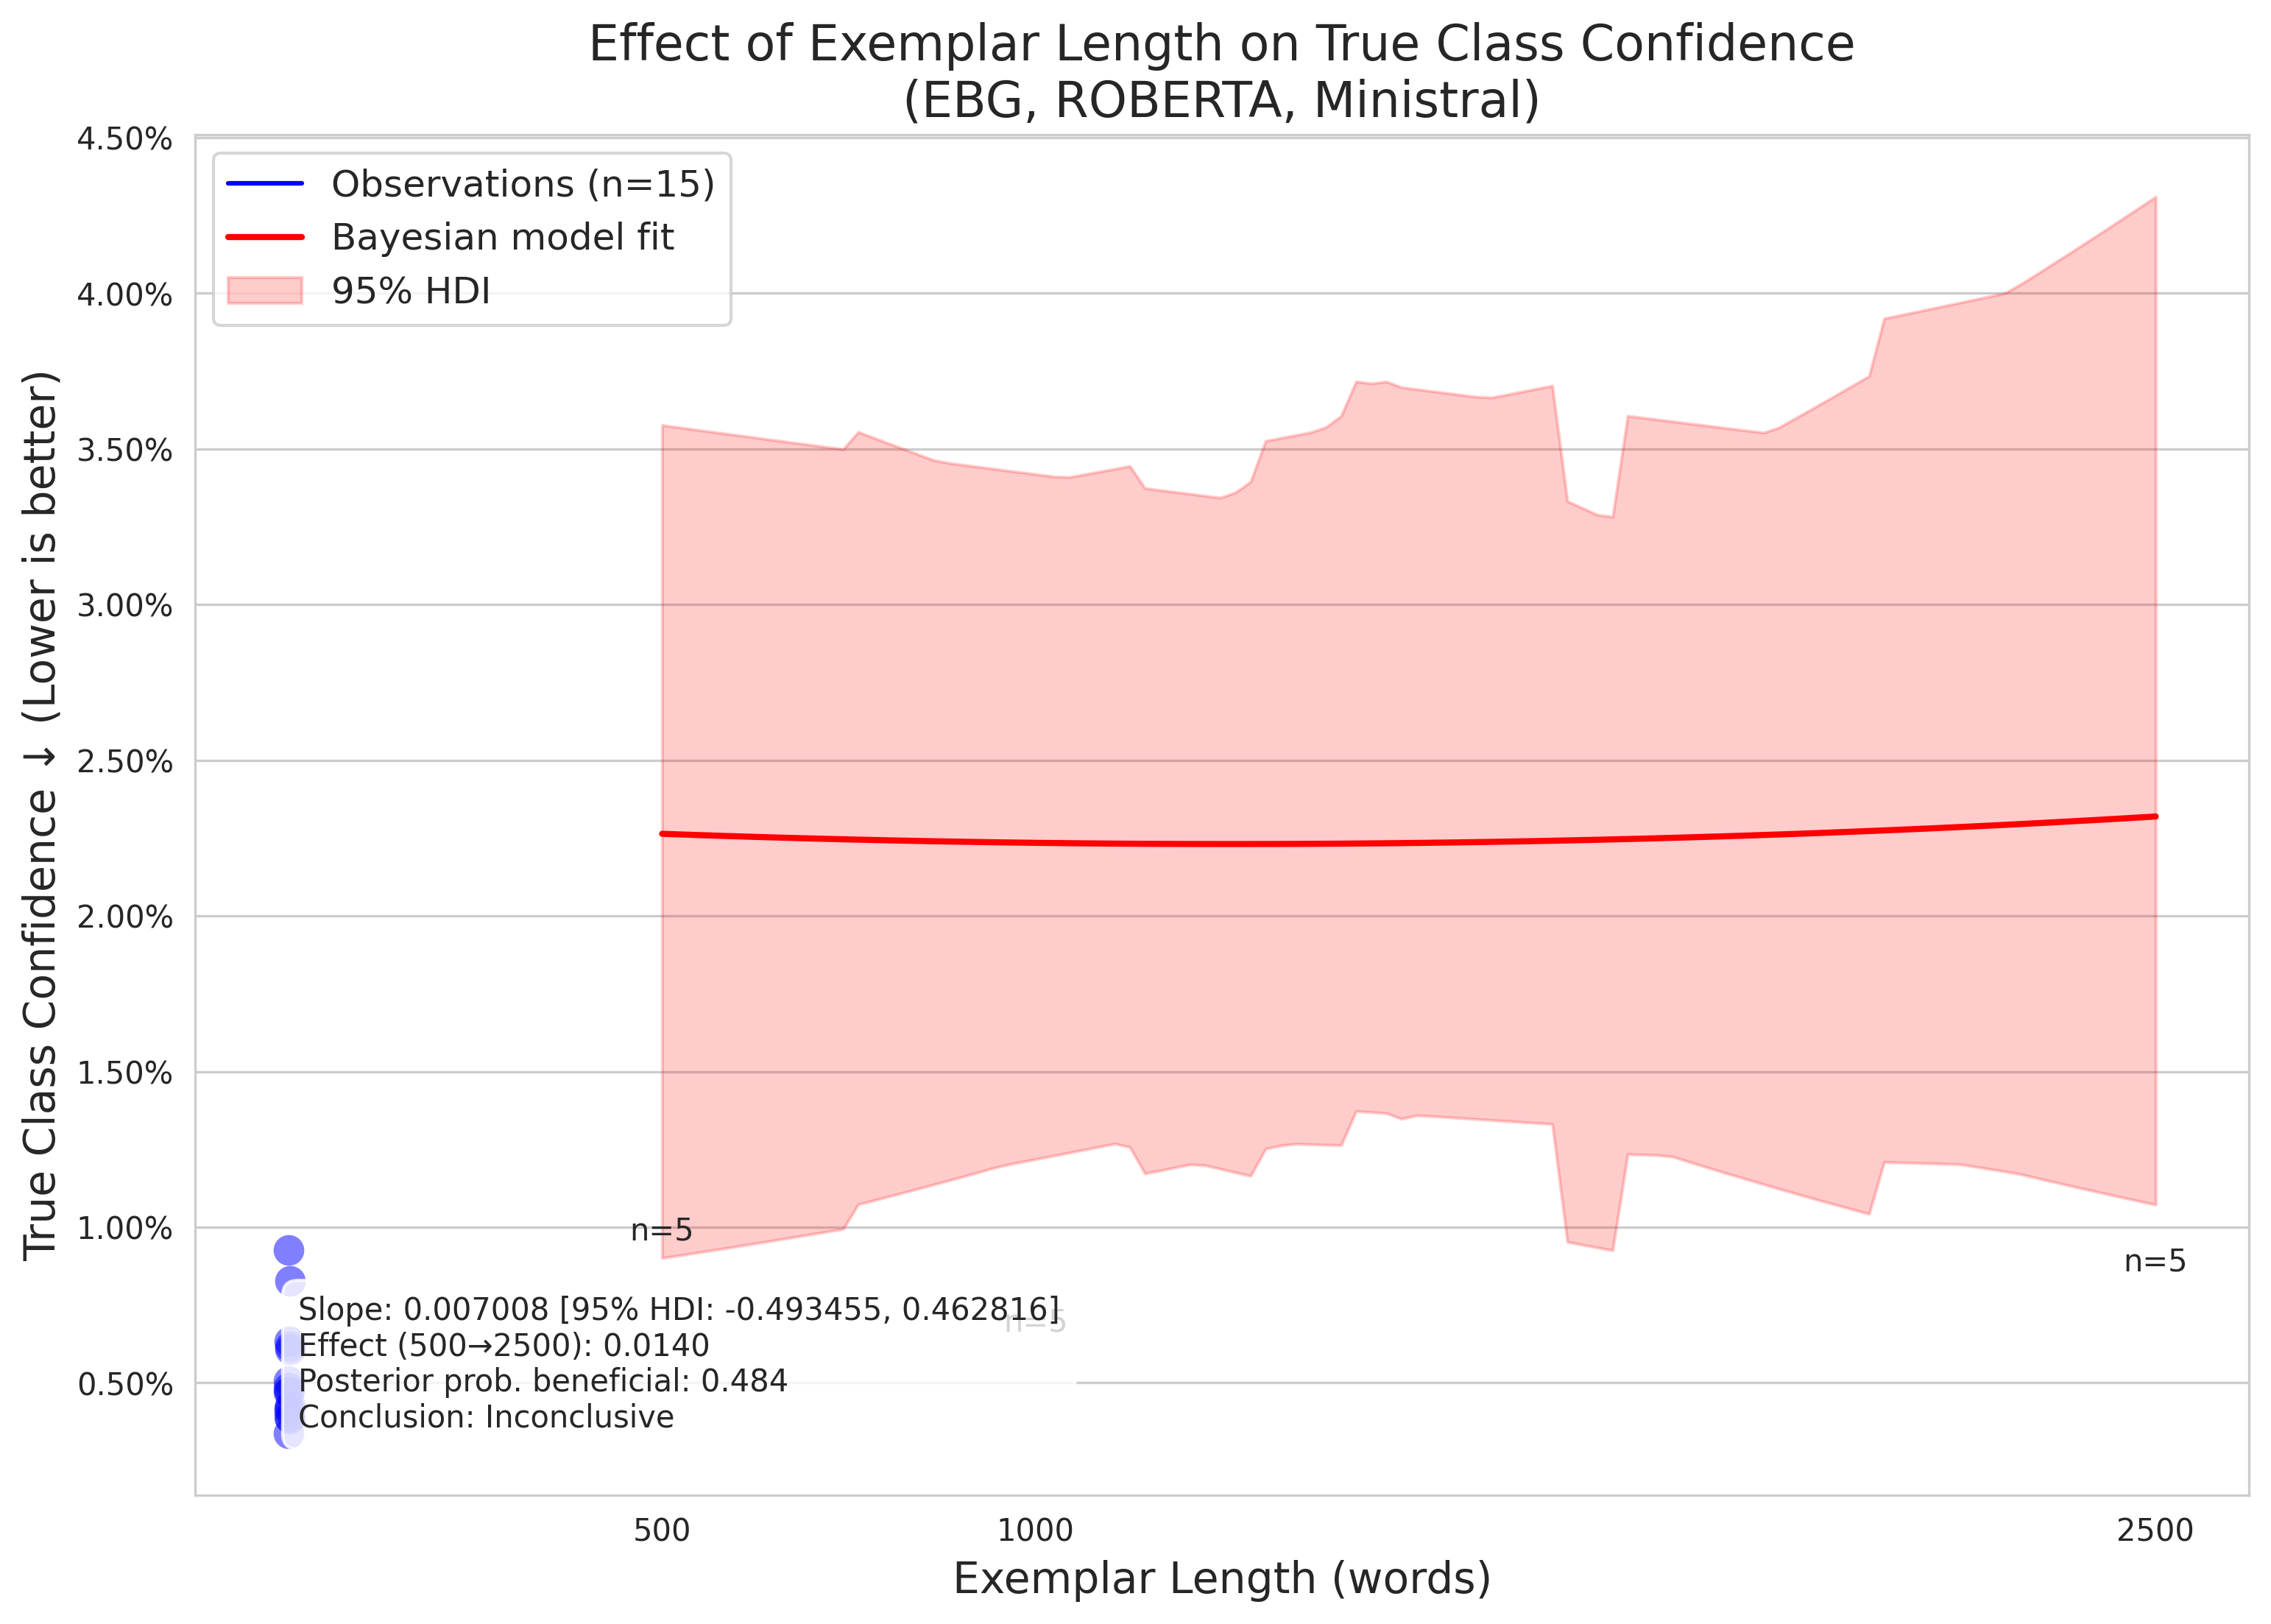 Effect of Exemplar Length on True Class Confidence
(EBG, ROBERTA, Ministral)
4.50%
4.00%
3.50%
3.00%
2.50%
2.00%
1.50%
1.00%
0.50%
True Class Confidence ↓ (Lower is better)
Observations (n=15)
Bayesian model fit
95% HDI
n=5
n=5
n=5
Slope: 0.007008 [95% HDI: -0.493455, 0.462816]
Effect (500→2500): 0.0140
Posterior prob. beneficial: 0.484
Conclusion: Inconclusive
500
1000
2500
Exemplar Length (words)